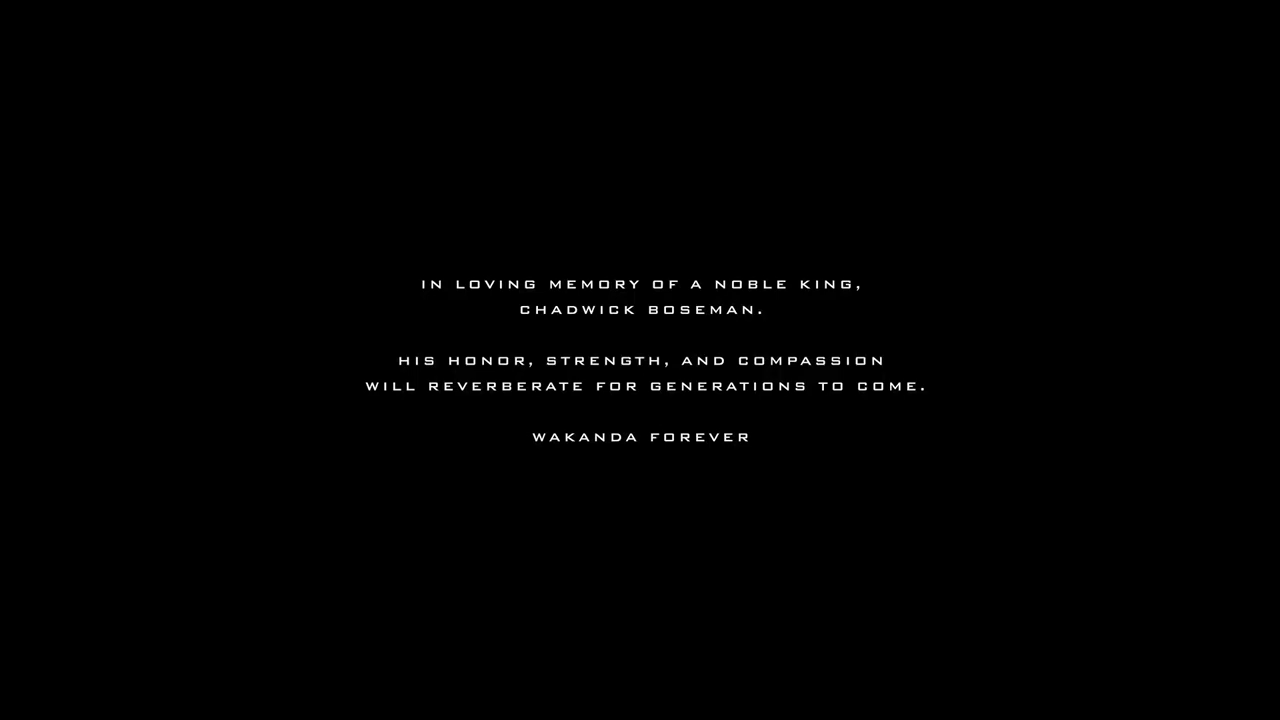 IN LOVING MEMORY OF A NOBLE KING,
CHADWICK BOSEMAN.
HIS HONOR, STRENGTH, AND COMPASSION
WILL REVERBERATE FOR GENERATIONS TO COME.
WAKANDA FOREVER